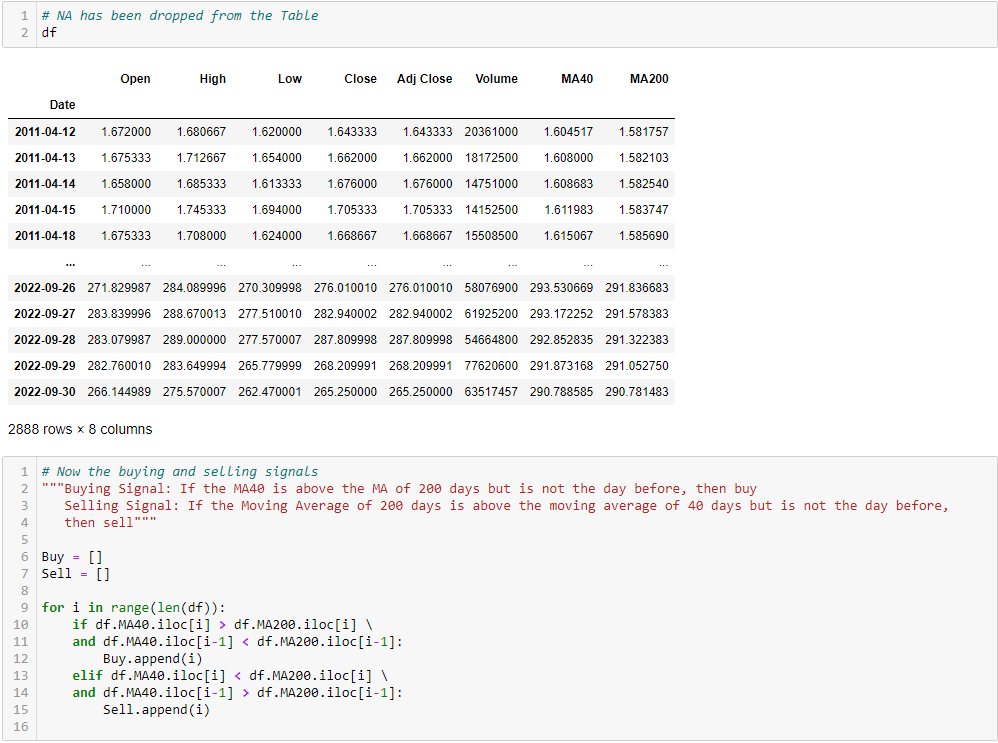 1 # NA has been dropped from the Table
2 df
Open High Low Close Adj Close Volume MA40 MA200
Date
2011-04-12 1.672000 1.680667 1.620000 1.643333 1.643333 20361000 1.604517 1.581757
2011-04-13 1.675333 1.712667 1.654000 1.662000 1.662000 18172500 1.608000 1.582103
2011-04-14 1.658000 1.685333 1.613333 1.676000 1.676000 14751000 1.608683 1.582540
2011-04-15 1.710000 1.745333 1.694000 1.705333 1.705333 14152500 1.611983 1.583747
2011-04-18 1.675333 1.708000 1.624000 1.668667 1.668667 15508500 1.615067 1.585690
... ... ... ... ... ... ... ... ...
2022-09-26 271.829987 284.089996 270.309998 276.010010 276.010010 58076900 293.530669 291.836683
2022-09-27 283.839996 288.670013 277.510010 282.940002 282.940002 61925200 293.172252 291.578383
2022-09-28 283.079987 289.000000 277.570007 287.809998 287.809998 54664800 292.852835 291.322383
2022-09-29 282.760010 283.649994 265.779999 268.209991 268.209991 77620600 291.873168 291.052750
2022-09-30 266.144989 275.570007 262.470001 265.250000 265.250000 63517457 290.788585 290.781483
2888 rows × 8 columns
1 # Now the buying and selling signals
2 """Buying Signal: If the MA40 is above the MA of 200 days but is not the day before, then buy
3    Selling Signal: If the Moving Average of 200 days is above the moving average of 40 days but is not the day before,
4    then sell"""
5
6 Buy = []
7 Sell = []
8
9 for i in range(len(df)):
10     if df.MA40.iloc[i] > df.MA200.iloc[i] \
11     and df.MA40.iloc[i-1] < df.MA200.iloc[i-1]:
12         Buy.append(i)
13     elif df.MA40.iloc[i] < df.MA200.iloc[i] \
14     and df.MA40.iloc[i-1] > df.MA200.iloc[i-1]:
15         Sell.append(i)
16